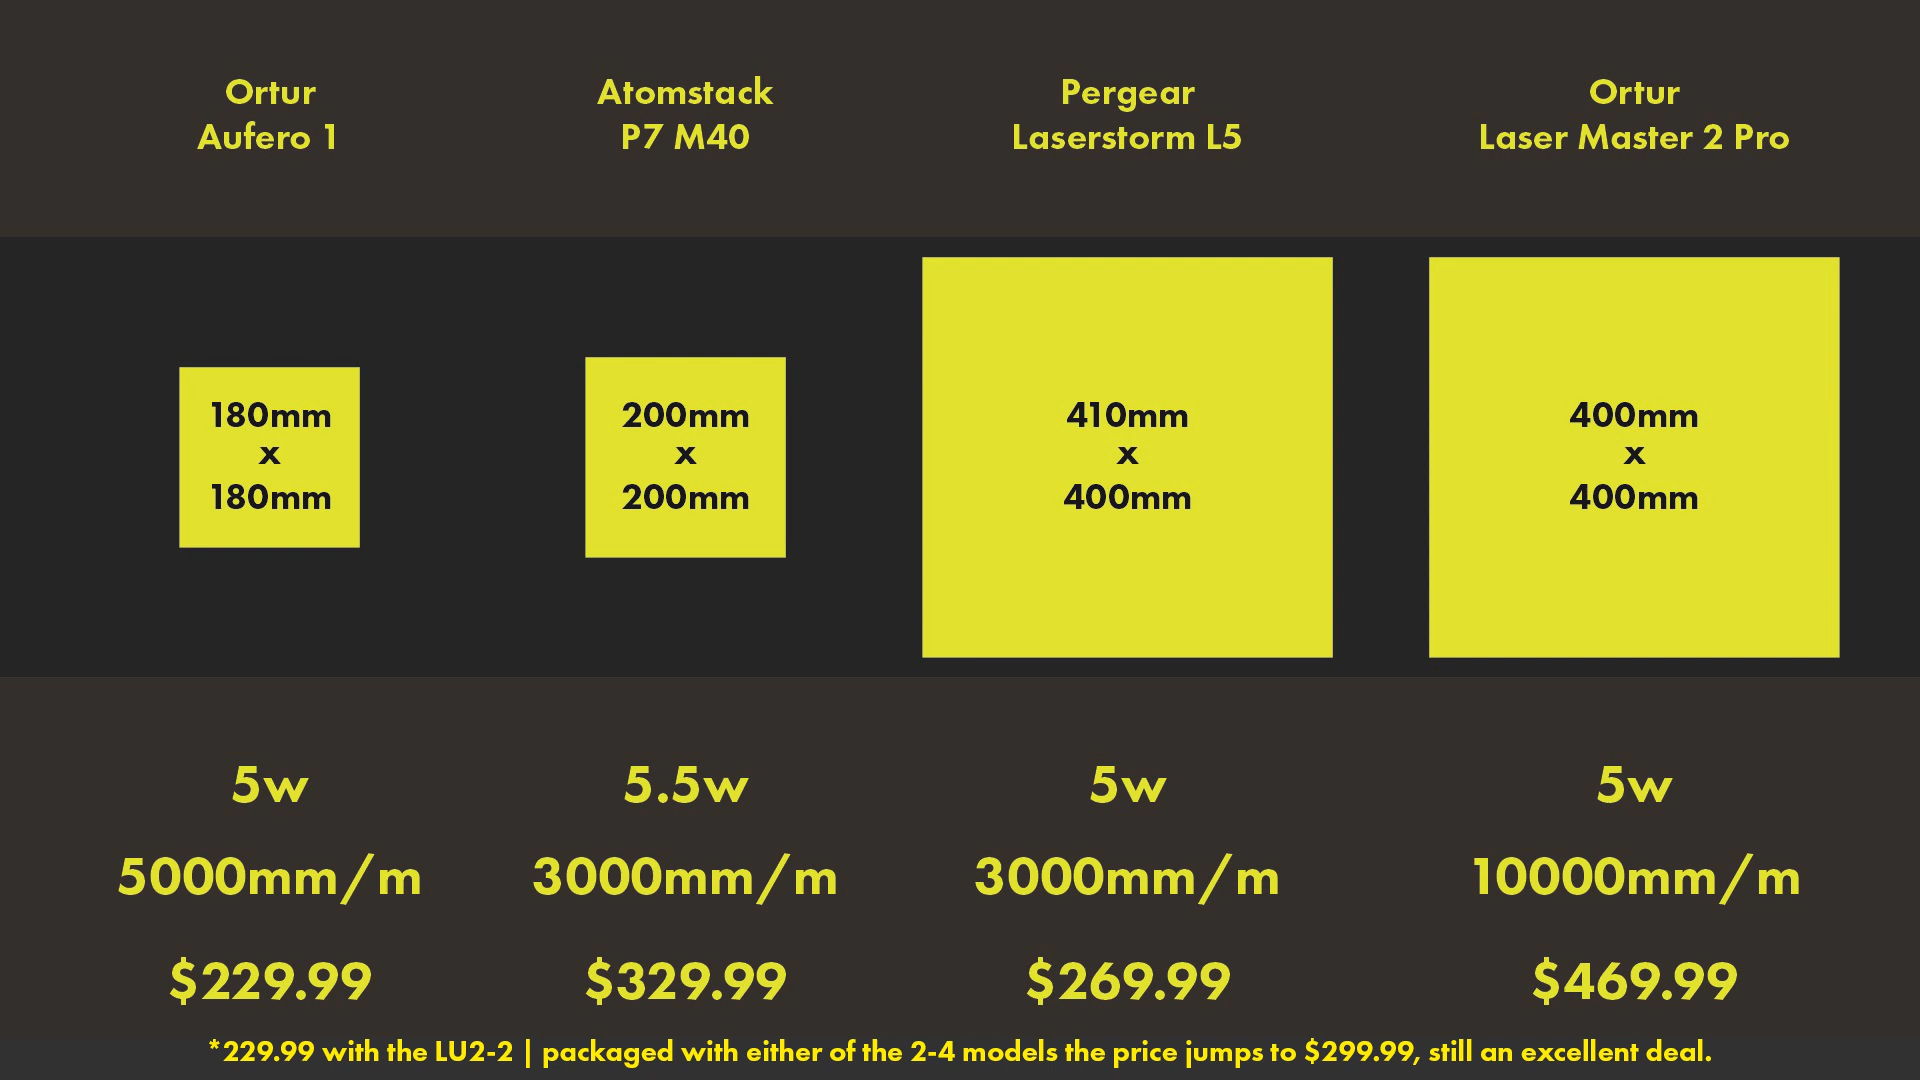 Ortur
Aufero 1
Atomstack
P7 M40
Pergear
Laserstorm L5
Ortur
Laser Master 2 Pro
180mm
x
180mm
200mm
x
200mm
410mm
x
400mm
400mm
x
400mm
5w
5.5w
5w
5w
5000mm/m
3000mm/m
3000mm/m
10000mm/m
$229.99
$329.99
$269.99
$469.99
*229.99 with the LU2-2 | packaged with either of the 2-4 models the price jumps to $299.99, still an excellent deal.